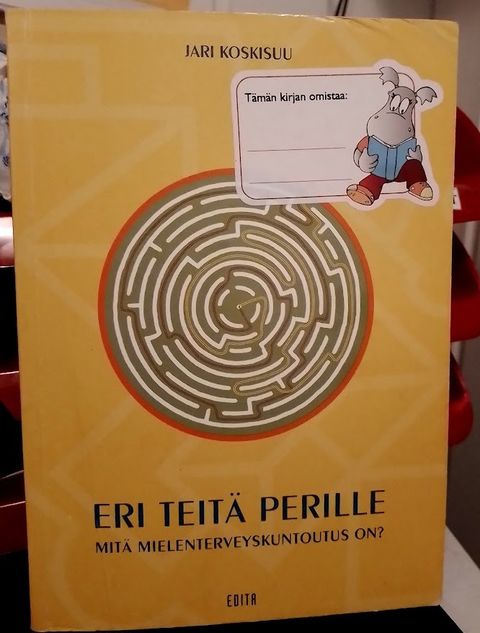 JARI KOSKISUU
Tämän kirjan omistaa:
ERI TEITÄ PERILLE
MITÄ MIELENTERVEYSKUNTOUTUS ON?
EDITA